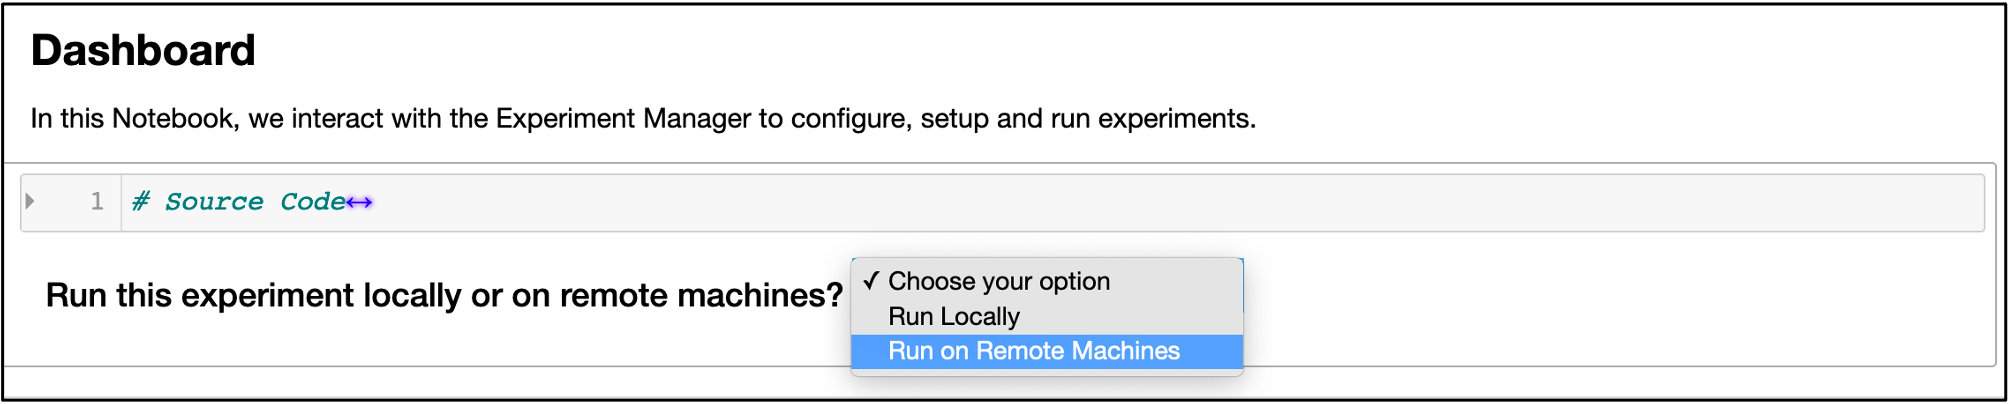 Dashboard
In this Notebook, we interact with the Experiment Manager to configure, setup and run experiments.
1 # Source Code↔
Run this experiment locally or on remote machines?
✓ Choose your option
Run Locally
Run on Remote Machines